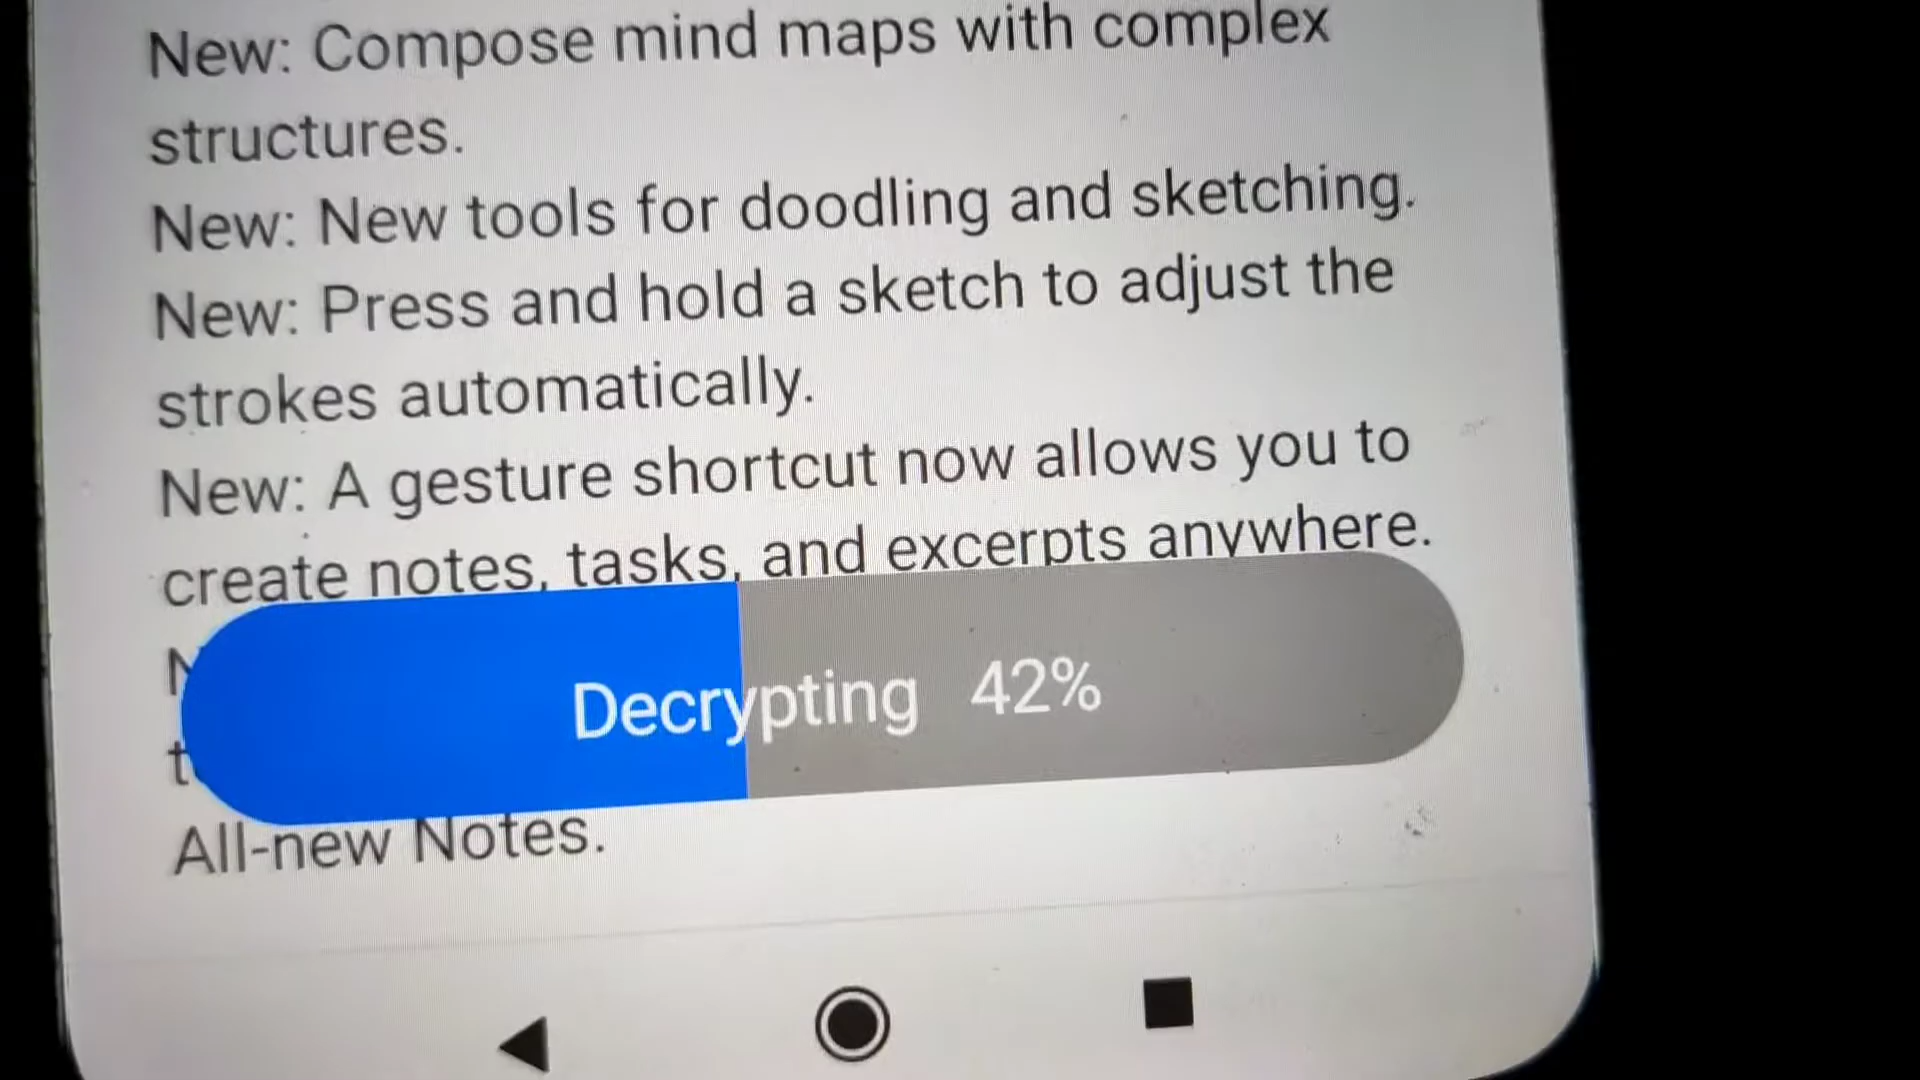 New: Compose mind maps with complex
structures.
New: New tools for doodling and sketching.
New: Press and hold a sketch to adjust the
strokes automatically.
New: A gesture shortcut now allows you to
create notes, tasks, and excerpts anywhere.
Decrypting 42%
All-new Notes.